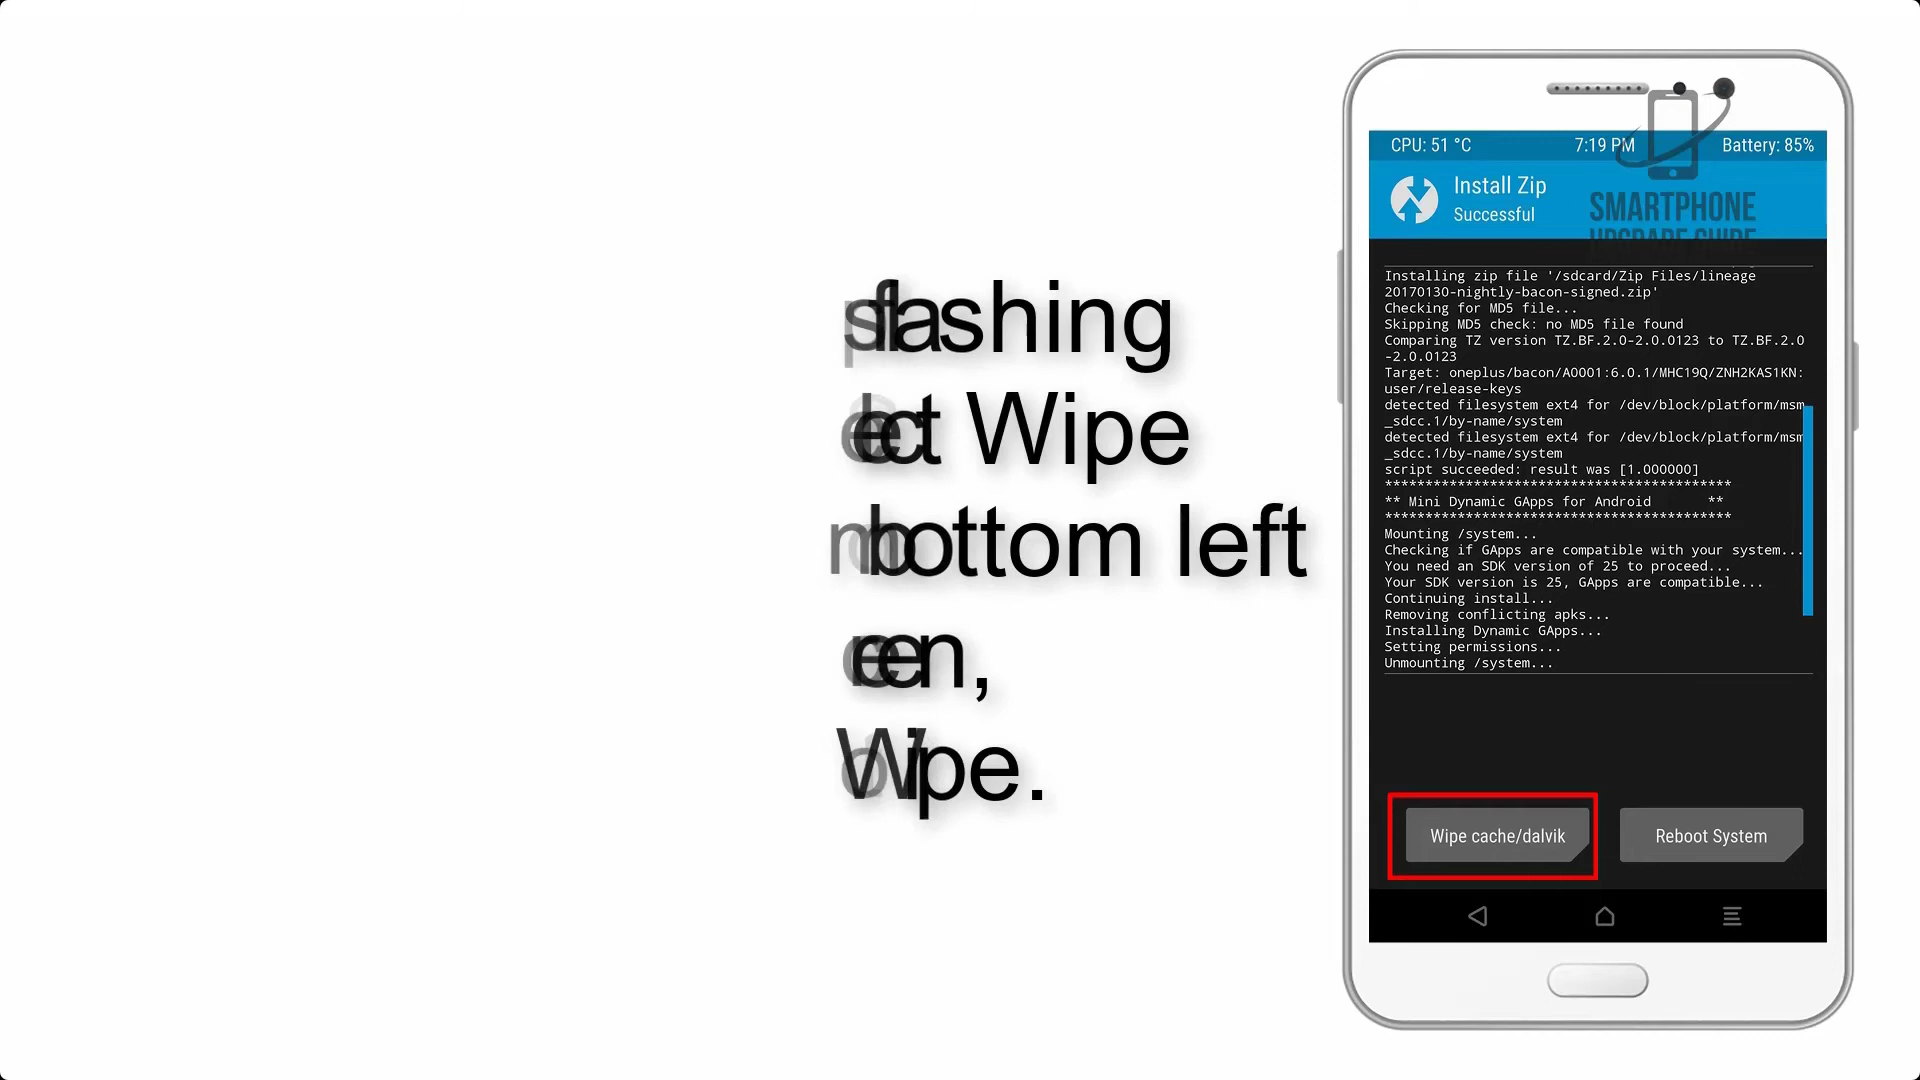 flashing
Wipe
bottom left
Wipe.
CPU: 51 °C 7:19 PM Battery: 85%
Install Zip
Successful
SMARTPHONE
UPGRADE GUIDE
Installing zip file '/sdcard/Zip Files/lineage
20170130-nightly-bacon-signed.zip'
Checking for MD5 file...
Skipping MD5 check: no MD5 file found
Comparing TZ version TZ.BF.2.0-2.0.0123 to TZ.BF.2.0
-2.0.0123
Target: oneplus/bacon/A0001:6.0.1/MHC19Q/ZNH2KAS1KN:
user/release-keys
detected filesystem ext4 for /dev/block/platform/msm
_sdcc.1/by-name/system
detected filesystem ext4 for /dev/block/platform/msm
_sdcc.1/by-name/system
script succeeded: result was [1.000000]
*******************************************
** Mini Dynamic GApps for Android **
*******************************************
Mounting /system...
Checking if GApps are compatible with your system...
You need an SDK version of 25 to proceed...
Your SDK version is 25, GApps are compatible...
Continuing install...
Removing conflicting apks...
Installing Dynamic GApps...
Setting permissions...
Unmounting /system...
Wipe cache/dalvik Reboot System